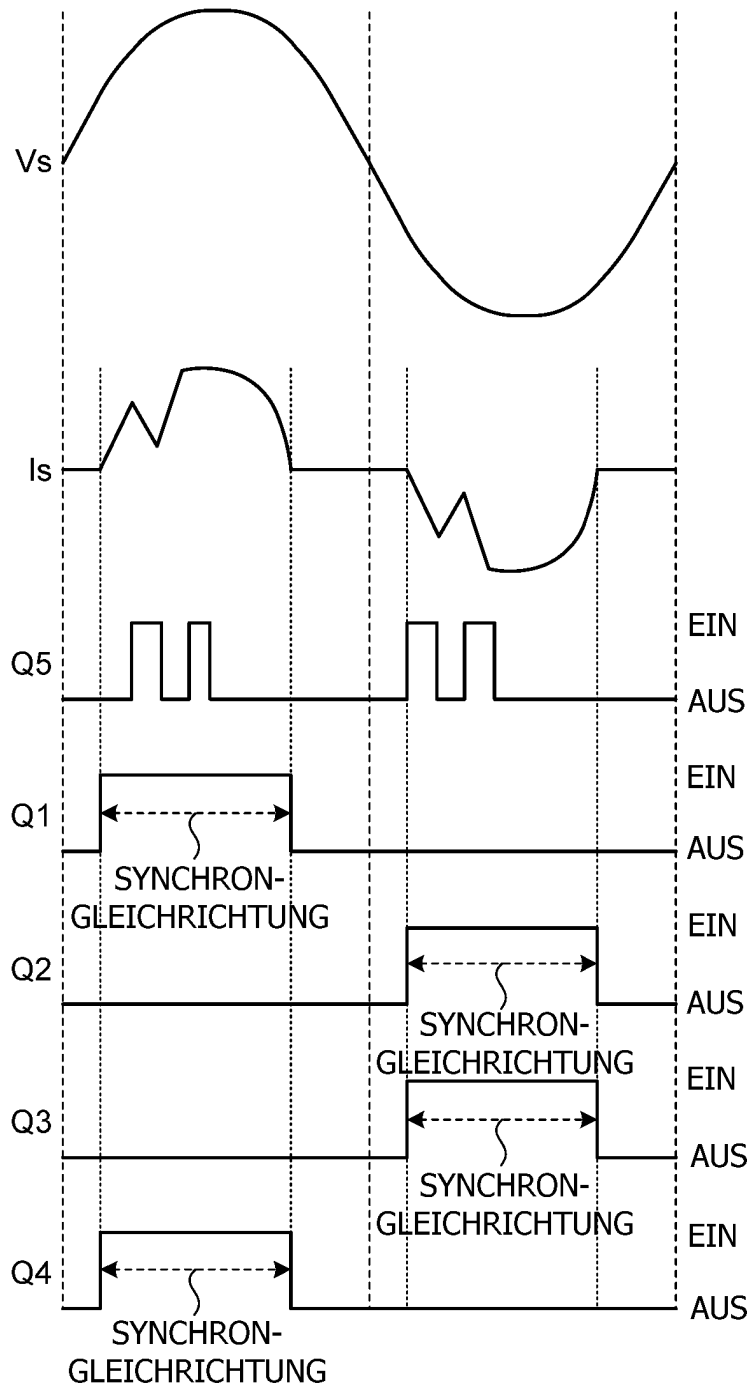 Vs
Is
EIN
Q5
AUS
EIN
Q1
AUS
SYNCHRON-
GLEICHRICHTUNG
EIN
Q2
AUS
SYNCHRON-
GLEICHRICHTUNG
EIN
Q3
AUS
SYNCHRON-
GLEICHRICHTUNG
EIN
Q4
AUS
SYNCHRON-
GLEICHRICHTUNG